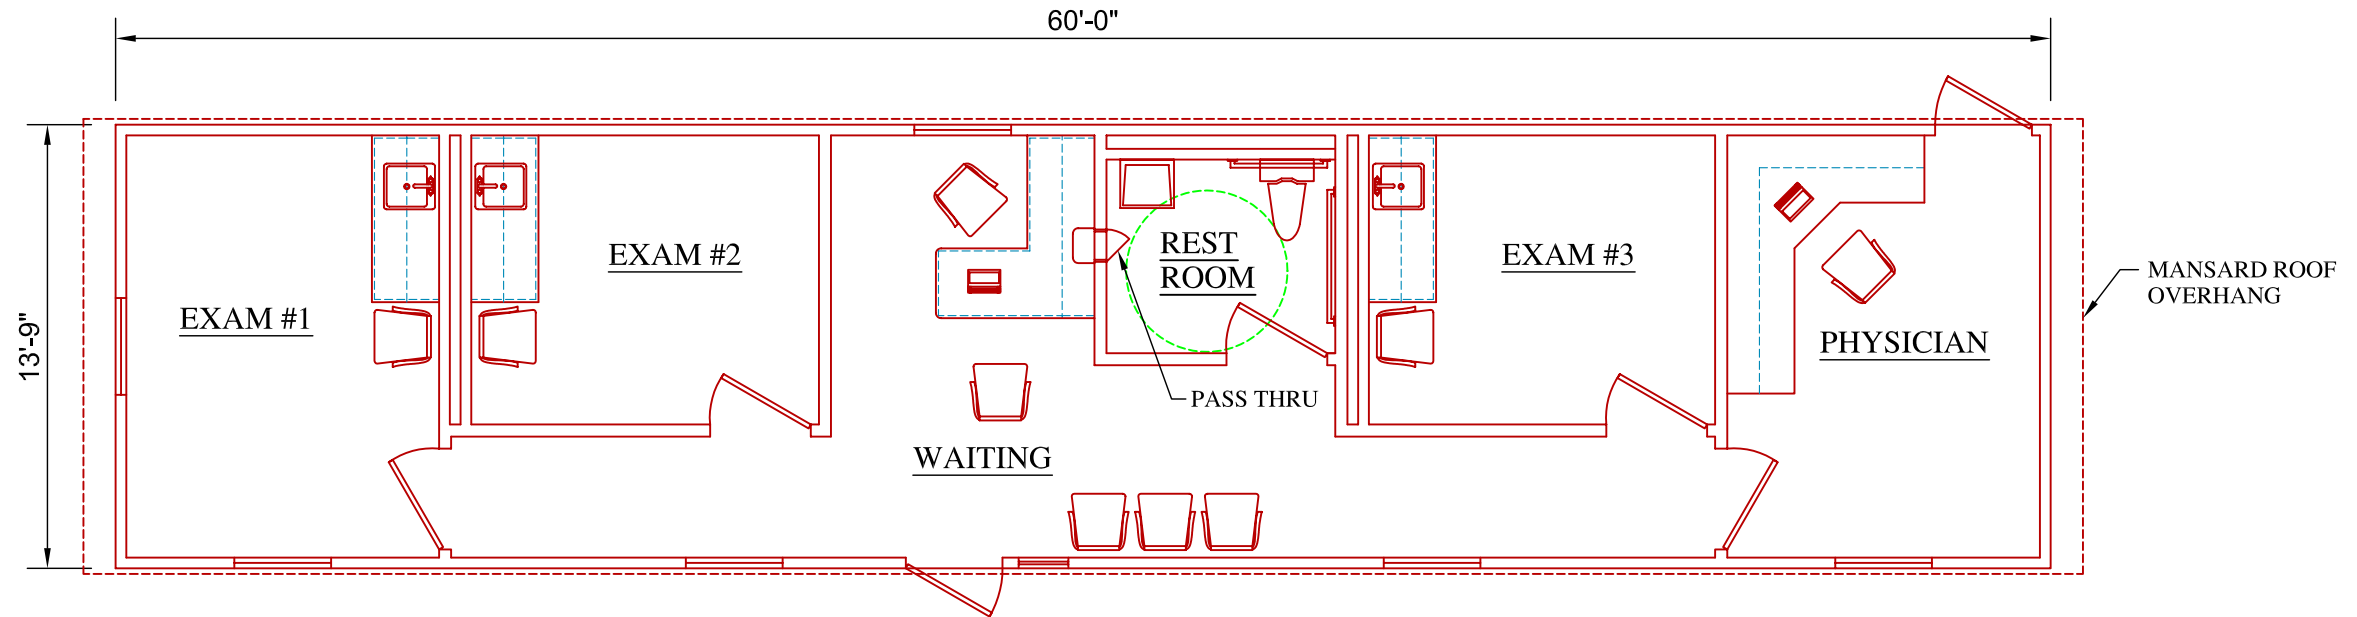 60'-0"
13'-9"
EXAM #1
EXAM #2
REST
ROOM
EXAM #3
PHYSICIAN
MANSARD ROOF
OVERHANG
PASS THRU
WAITING